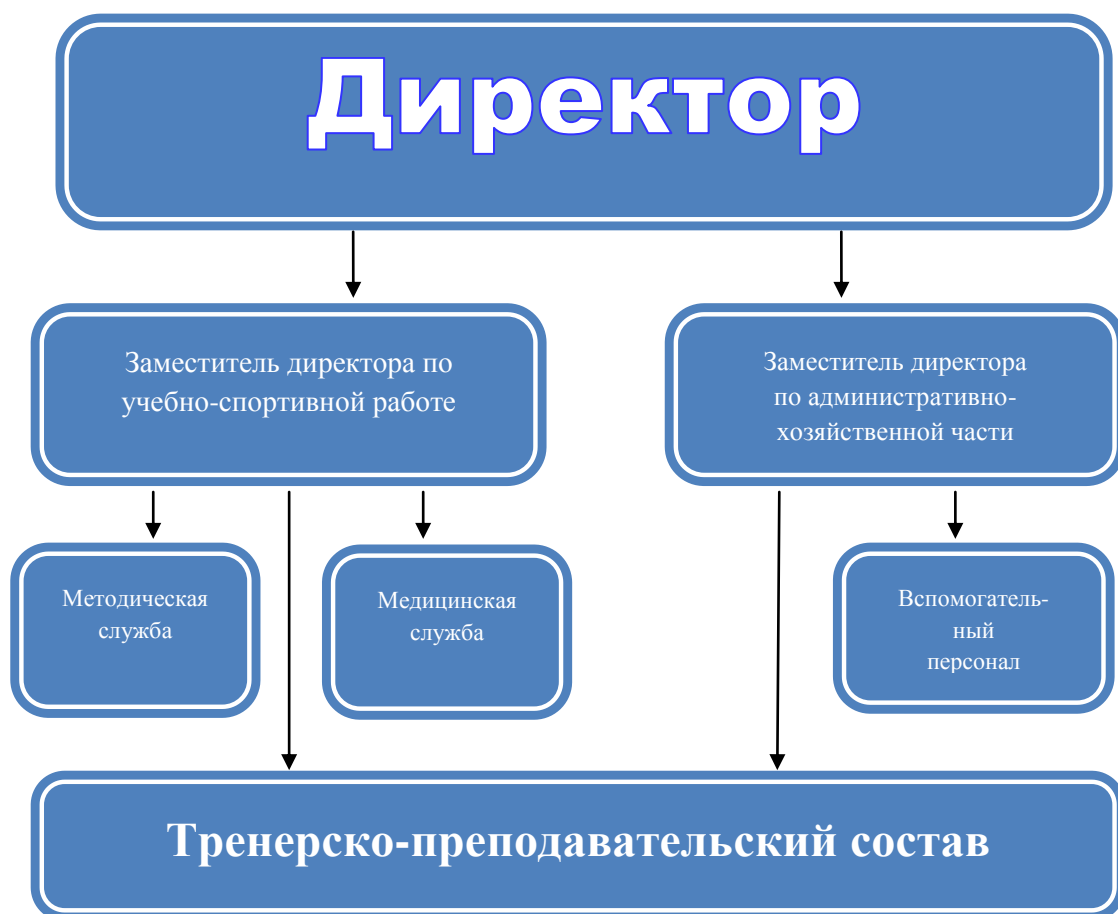 Директор
Заместитель директора по
учебно-спортивной работе
Заместитель директора
по административно-
хозяйственной части
Методическая
служба
Медицинская
служба
Вспомогатель-
ный
персонал
Тренерско-преподавательский состав